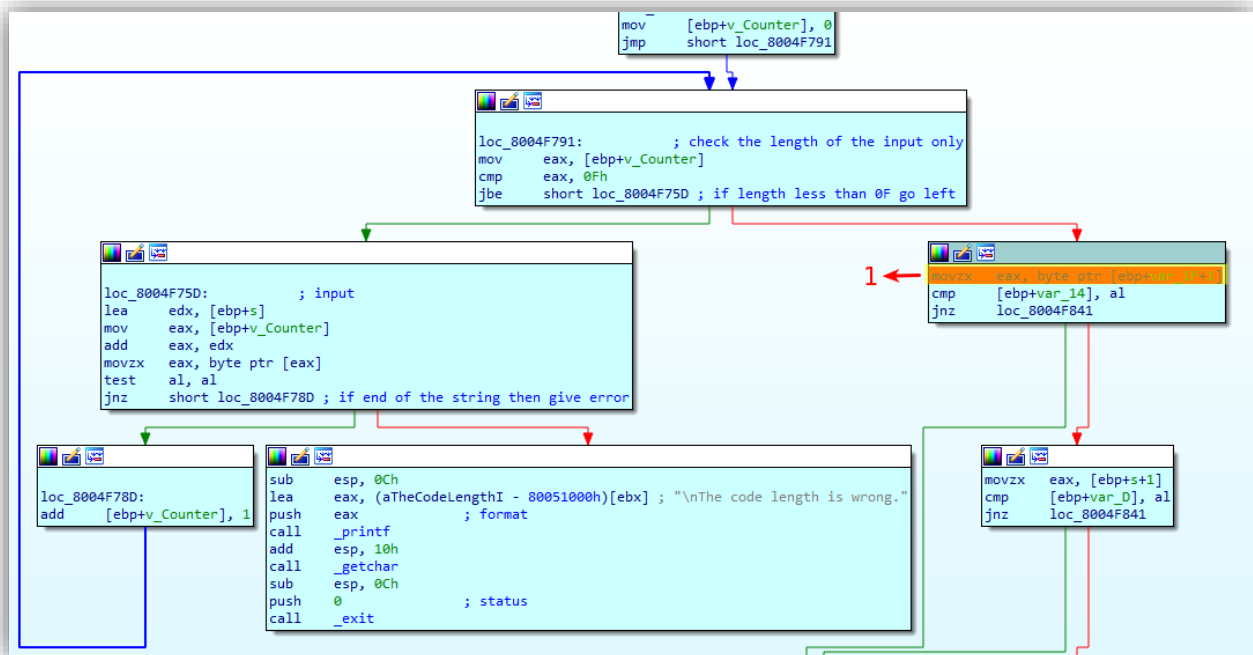 mov [ebp+v_Counter], 0
jmp short loc_8004F791
loc_8004F791: ; check the length of the input only
mov eax, [ebp+v_Counter]
cmp eax, 0Fh
jbe short loc_8004F75D ; if length less than 0F go left
loc_8004F75D: ; input
lea edx, [ebp+s]
mov eax, [ebp+v_Counter]
add eax, edx
movzx eax, byte ptr [eax]
test al, al
jnz short loc_8004F78D ; if end of the string then give error
1
movzx eax, byte ptr
cmp [ebp+var_14], al
jnz loc_8004F841
loc_8004F78D:
add [ebp+v_Counter], 1
sub esp, 0Ch
lea eax, (aTheCodeLengthI - 80051000h)[ebx] ; "\nThe code length is wrong."
push eax ; format
call _printf
add esp, 10h
call _getchar
sub esp, 0Ch
push 0 ; status
call _exit
movzx eax, [ebp+s+1]
cmp [ebp+var_D], al
jnz loc_8004F841